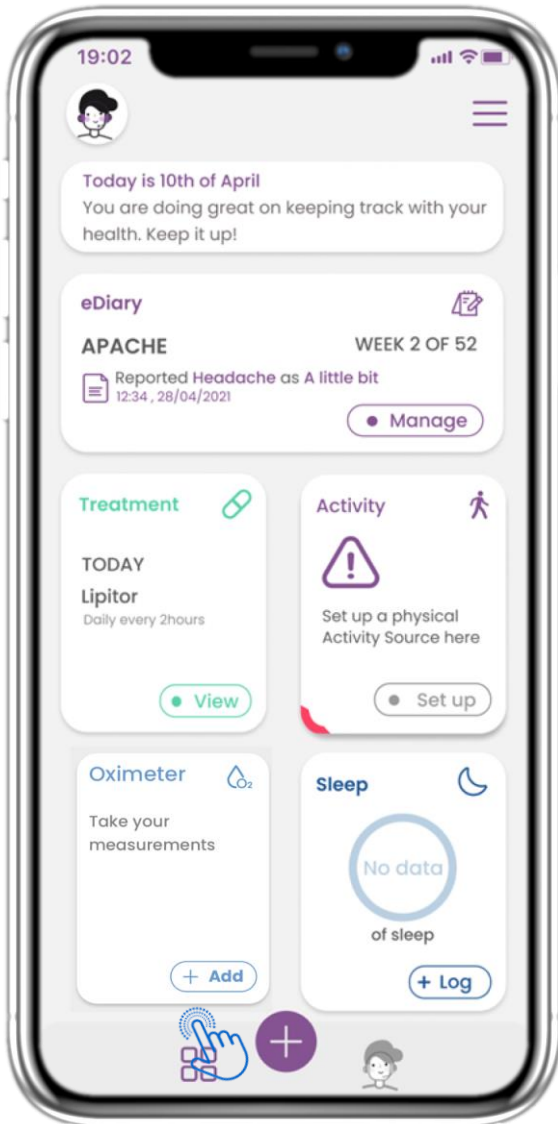 19:02
Today is 10th of April
You are doing great on keeping track with your
health. Keep it up!
eDiary
APACHE
WEEK 2 OF 52
Reported Headache as A little bit
12:34 , 28/04/2021
Manage
Treatment
TODAY
Lipitor
Daily every 2hours
View
Activity
Set up a physical
Activity Source here
Set up
Oximeter
O₂
Take your
measurements
+ Add
Sleep
No data
of sleep
+ Log